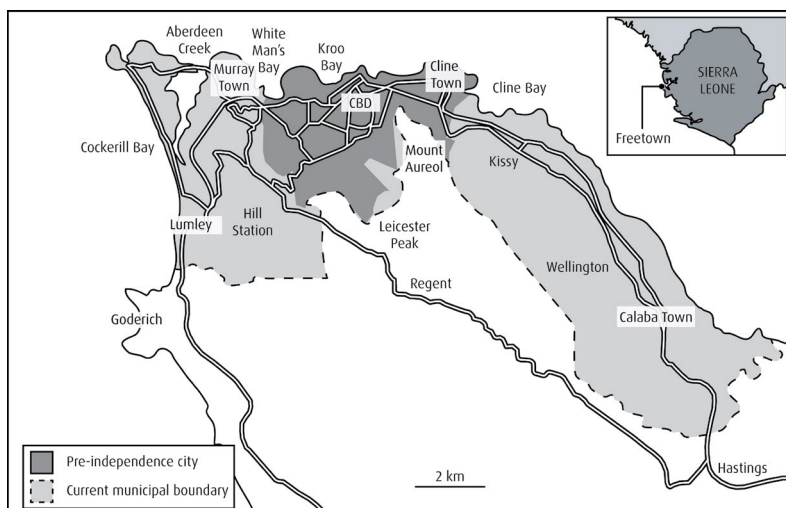 Aberdeen
Creek
White
Man's
Bay
Kroo
Bay
Murray
Town
Cline
Town
Cline Bay
CBD
SIERRA
LEONE
Freetown
Cockerill Bay
Mount
Aureol
Kissy
Lumley
Hill
Station
Leicester
Peak
Regent
Wellington
Goderich
Calaba Town
Hastings
Pre-independence city
Current municipal boundary
2 km